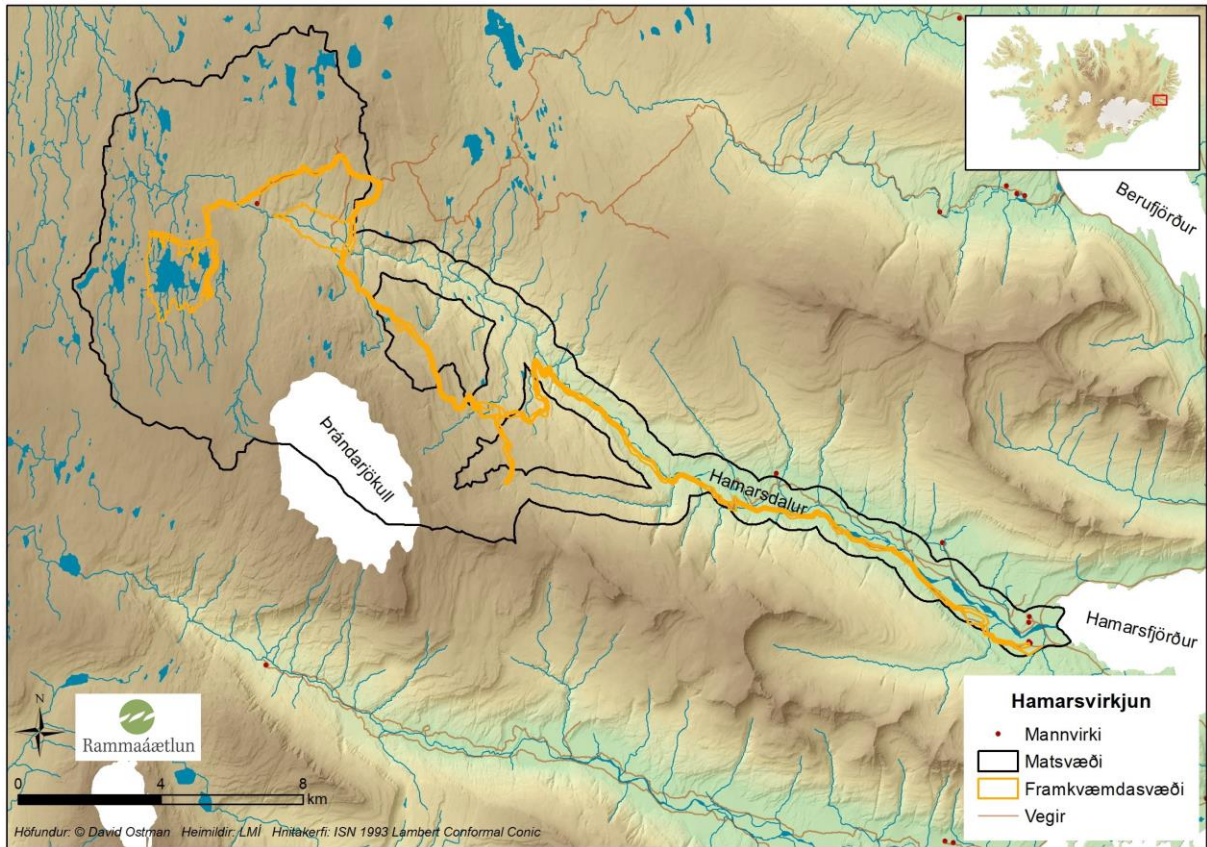 Berufjörður
Þrándarjökull
Hamarsdalur
Hamarsfjörður
Hamarsvirkjun
Mannvirki
Matsvæði
Framkvæmdasvæði
Vegir
N
Rammaáætlun
0 4 8
km
Höfundur: © David Ostman Heimildir: LMÍ Hnitakerfi: ISN 1993 Lambert Conformal Conic